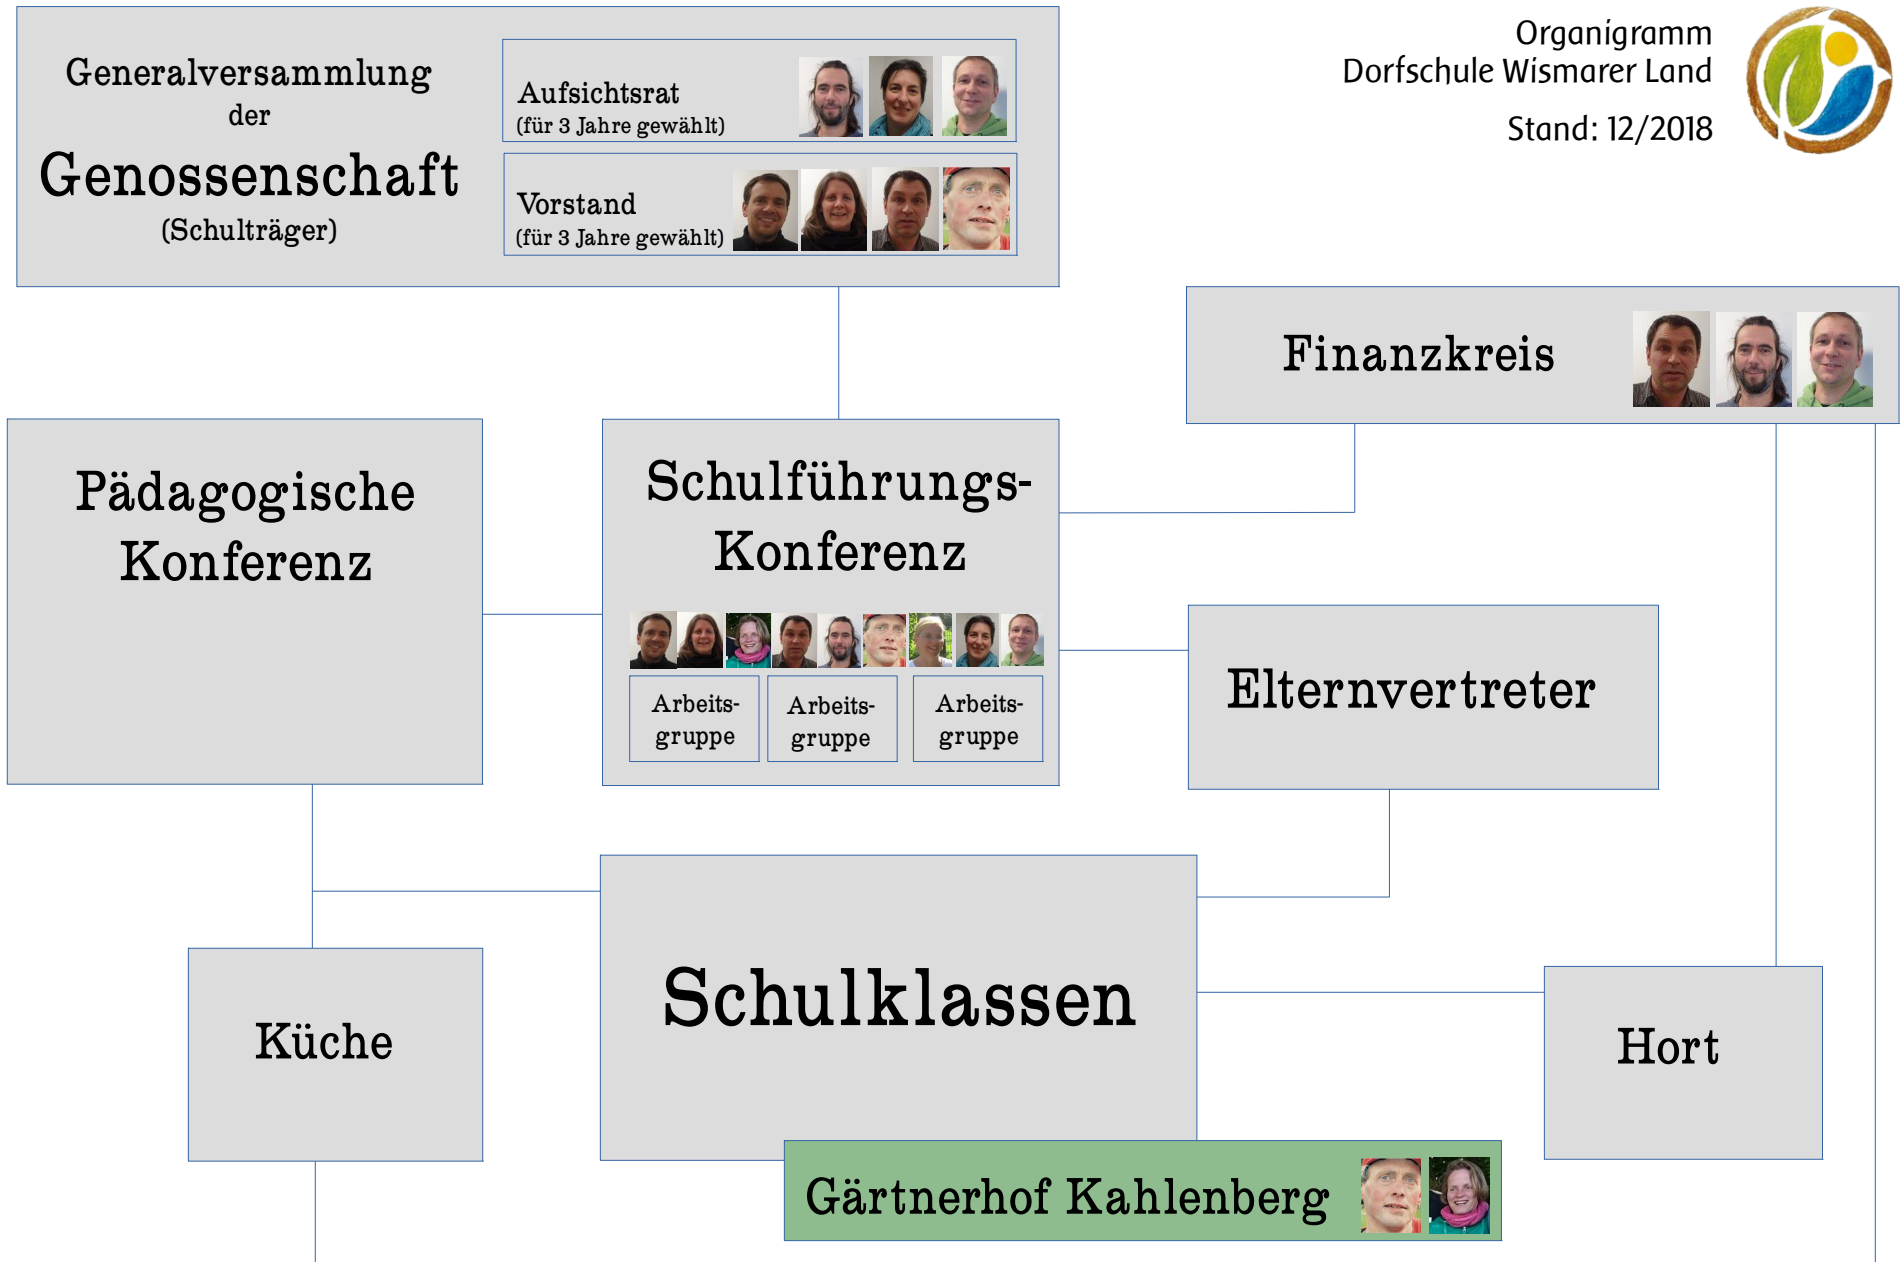 Generalversammlung
der
Genossenschaft
(Schulträger)
Aufsichtsrat
(für 3 Jahre gewählt)
Vorstand
(für 3 Jahre gewählt)
Organigramm
Dorfschule Wismarer Land
Stand: 12/2018
Finanzkreis
Pädagogische
Konferenz
Schulführungs-
Konferenz
Arbeits-
gruppe
Arbeits-
gruppe
Arbeits-
gruppe
Elternvertreter
Schulklassen
Küche
Hort
Gärtnerhof Kahlenberg